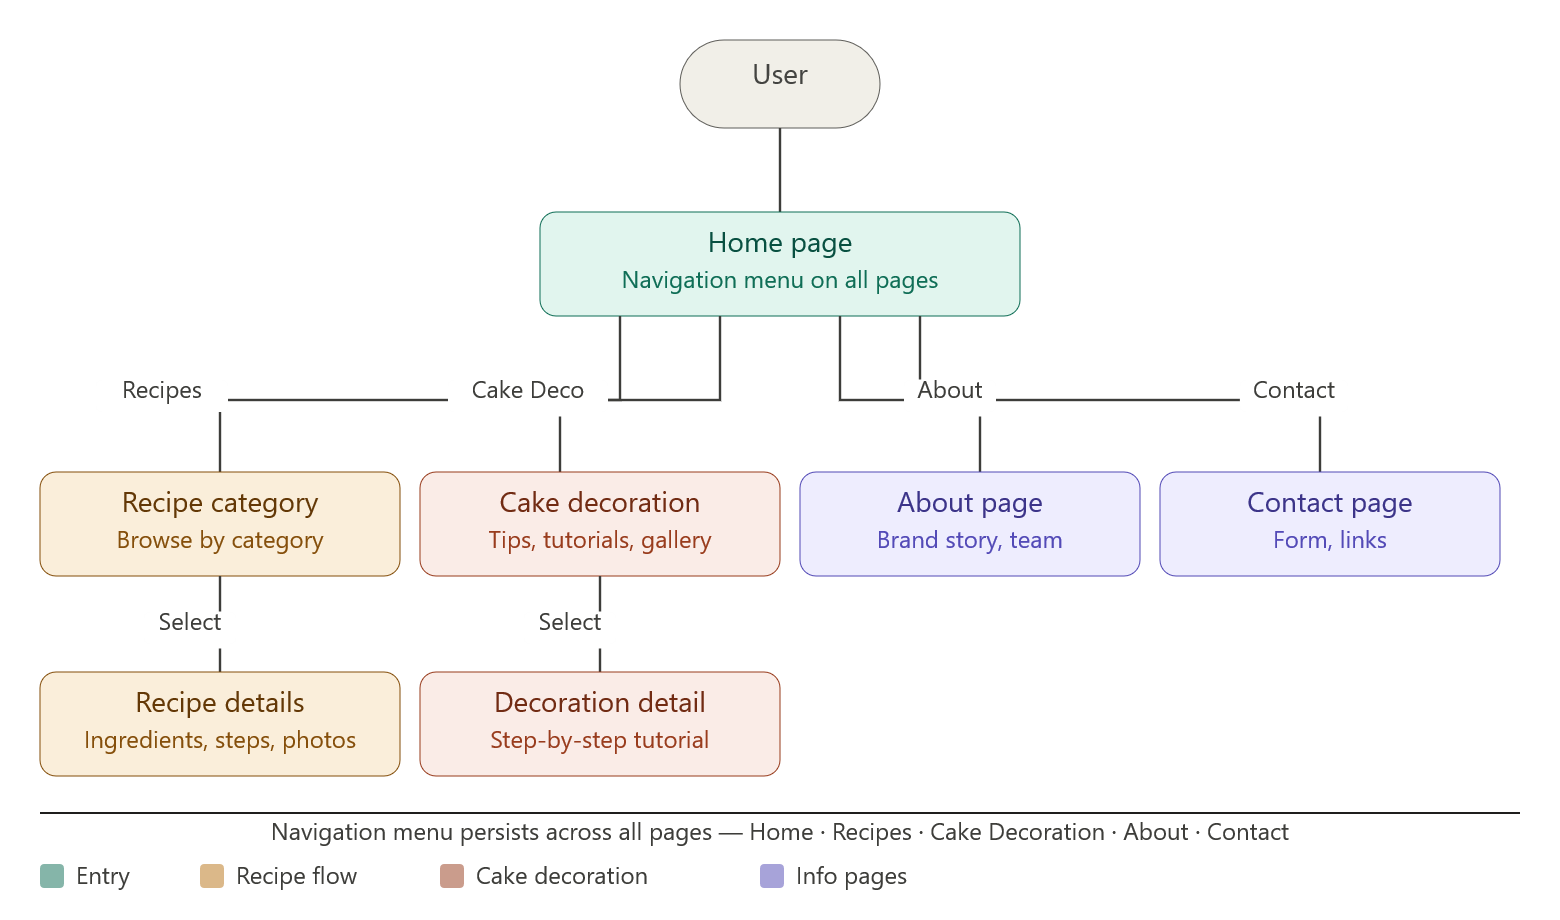 User
Home page
Navigation menu on all pages
Recipes
Cake Deco
About
Contact
Recipe category
Browse by category
Cake decoration
Tips, tutorials, gallery
About page
Brand story, team
Contact page
Form, links
Select
Select
Recipe details
Ingredients, steps, photos
Decoration detail
Step-by-step tutorial
Navigation menu persists across all pages — Home · Recipes · Cake Decoration · About · Contact
Entry
Recipe flow
Cake decoration
Info pages